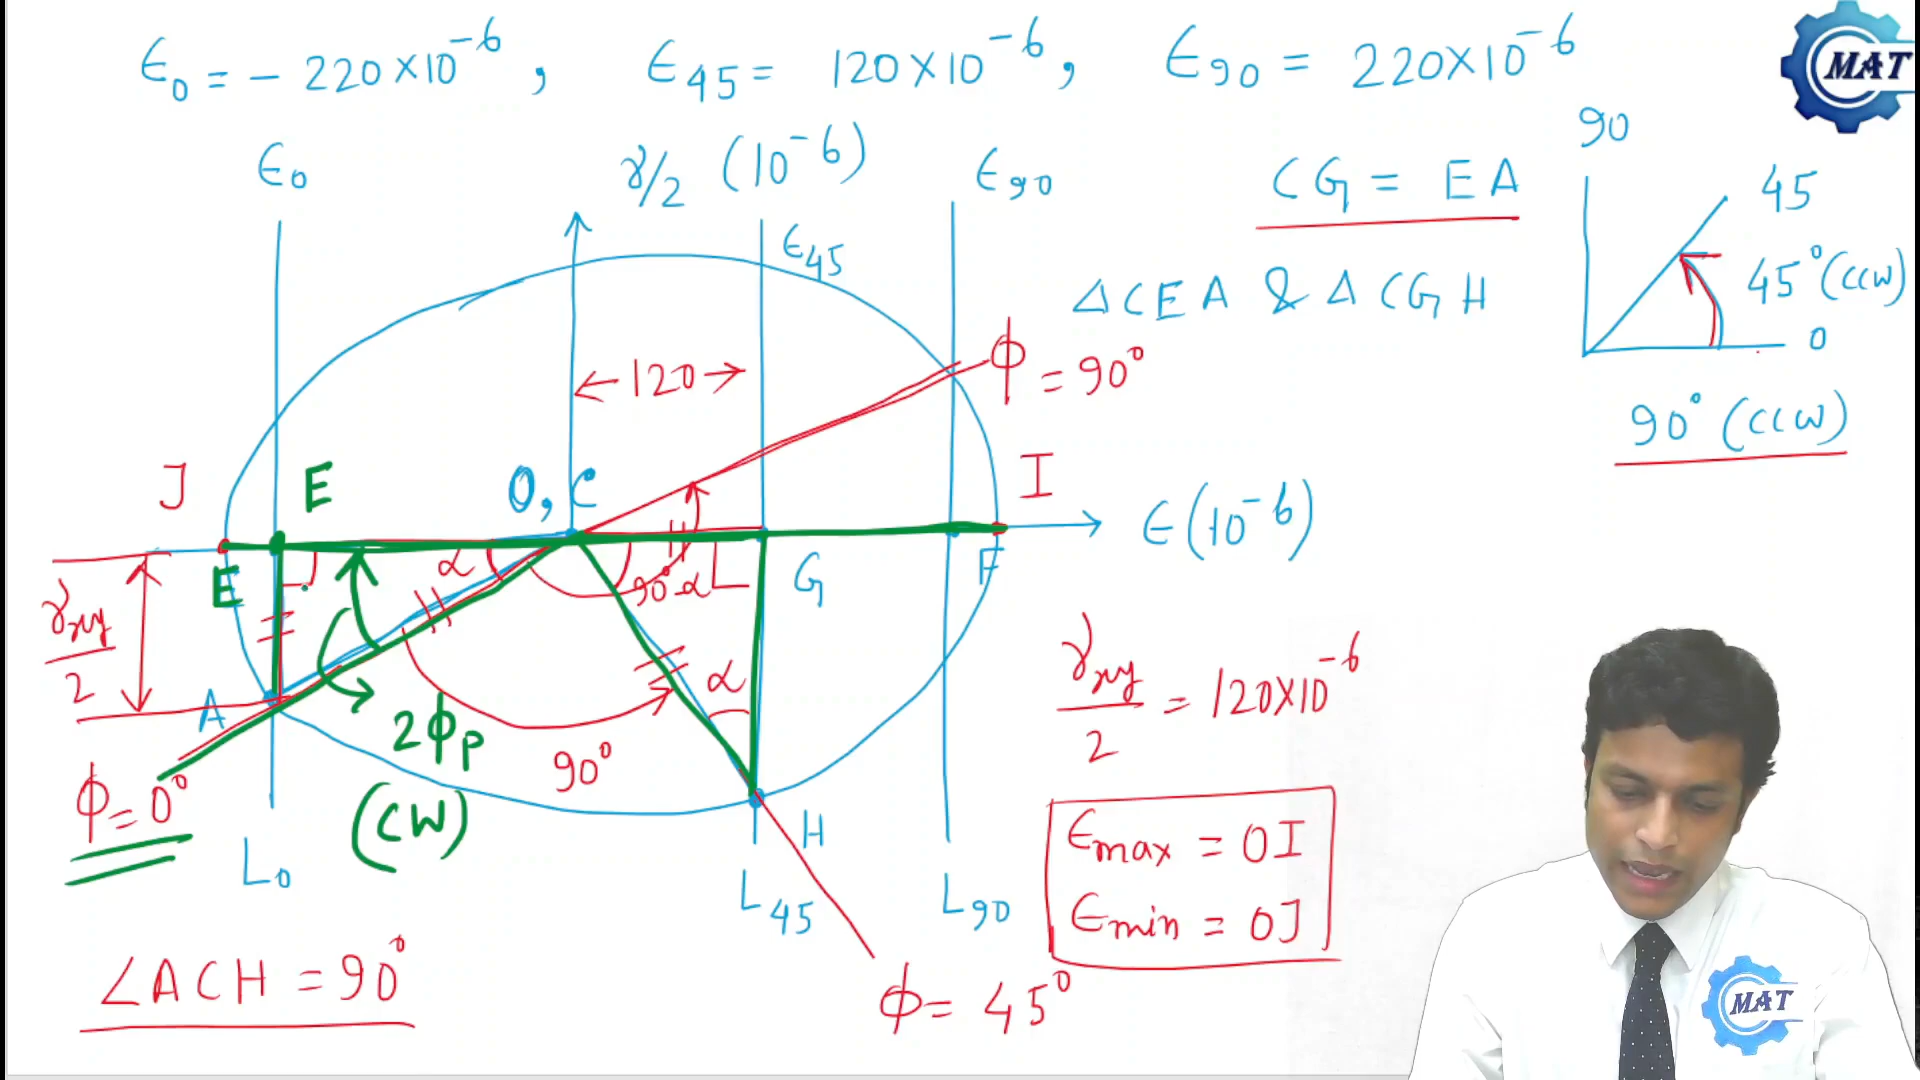 ϵ₀ = - 220×10⁻⁶, ϵ₄₅ = 120×10⁻⁶, ϵ₉₀ = 220×10⁻⁶
MAT
90
ϵ₀ γ/2 (10⁻⁶) ϵ₉₀ CG = EA
45
ϵ₄₅
45° (CCW)
ΔCEA & ΔCGH
0
←120→
ϕ = 90°
90° (CCW)
J E O, C I
ϵ(10⁻⁶)
α
E 90°-α G F
γxy/2
A α
γxy/2 = 120×10⁻⁶
2ϕp
(CW)
90°
ϕ = 0°
H
ϵmax = OI
L₀ L₄₅ L₉₀
ϵmin = OJ
∠ACH = 90°
ϕ = 45°
MAT